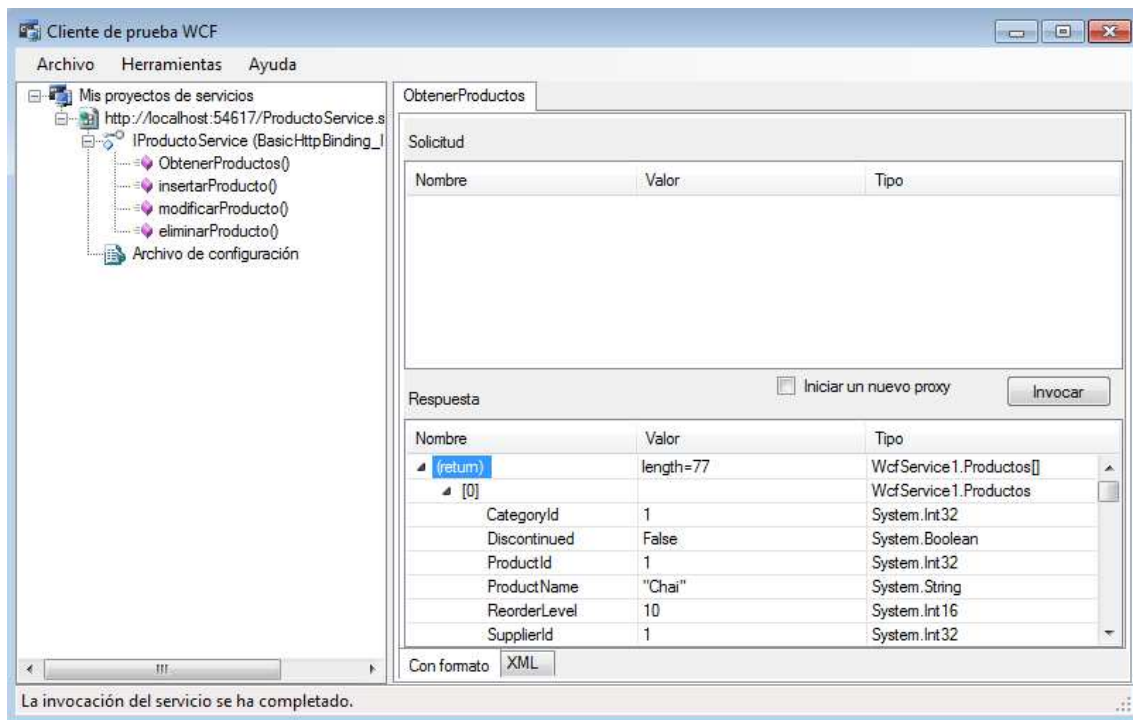 Cliente de prueba WCF
Archivo Herramientas Ayuda
Mis proyectos de servicios
http://localhost:54617/ProductoService.s
IProductoService (BasicHttpBinding_I
ObtenerProductos()
insertarProducto()
modificarProducto()
eliminarProducto()
Archivo de configuración
ObtenerProductos
Solicitud
Nombre Valor Tipo
Iniciar un nuevo proxy Invocar
Respuesta
Nombre Valor Tipo
(return) length=77 WcfService1.Productos[]
[0] WcfService1.Productos
CategoryId 1 System.Int32
Discontinued False System.Boolean
ProductId 1 System.Int32
ProductName "Chai" System.String
ReorderLevel 10 System.Int16
SupplierId 1 System.Int32
Con formato XML
La invocación del servicio se ha completado.